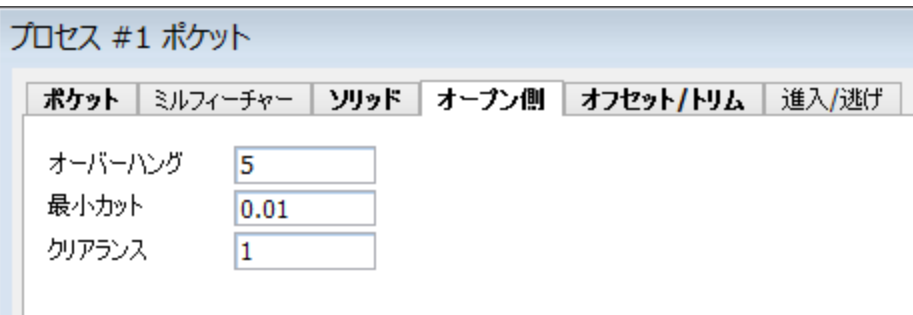 プロセス #1 ポケット
ポケット ミルフィーチャー ソリッド オープン側 オフセット/トリム 進入/逃げ
オーバーハング 5
最小カット 0.01
クリアランス 1